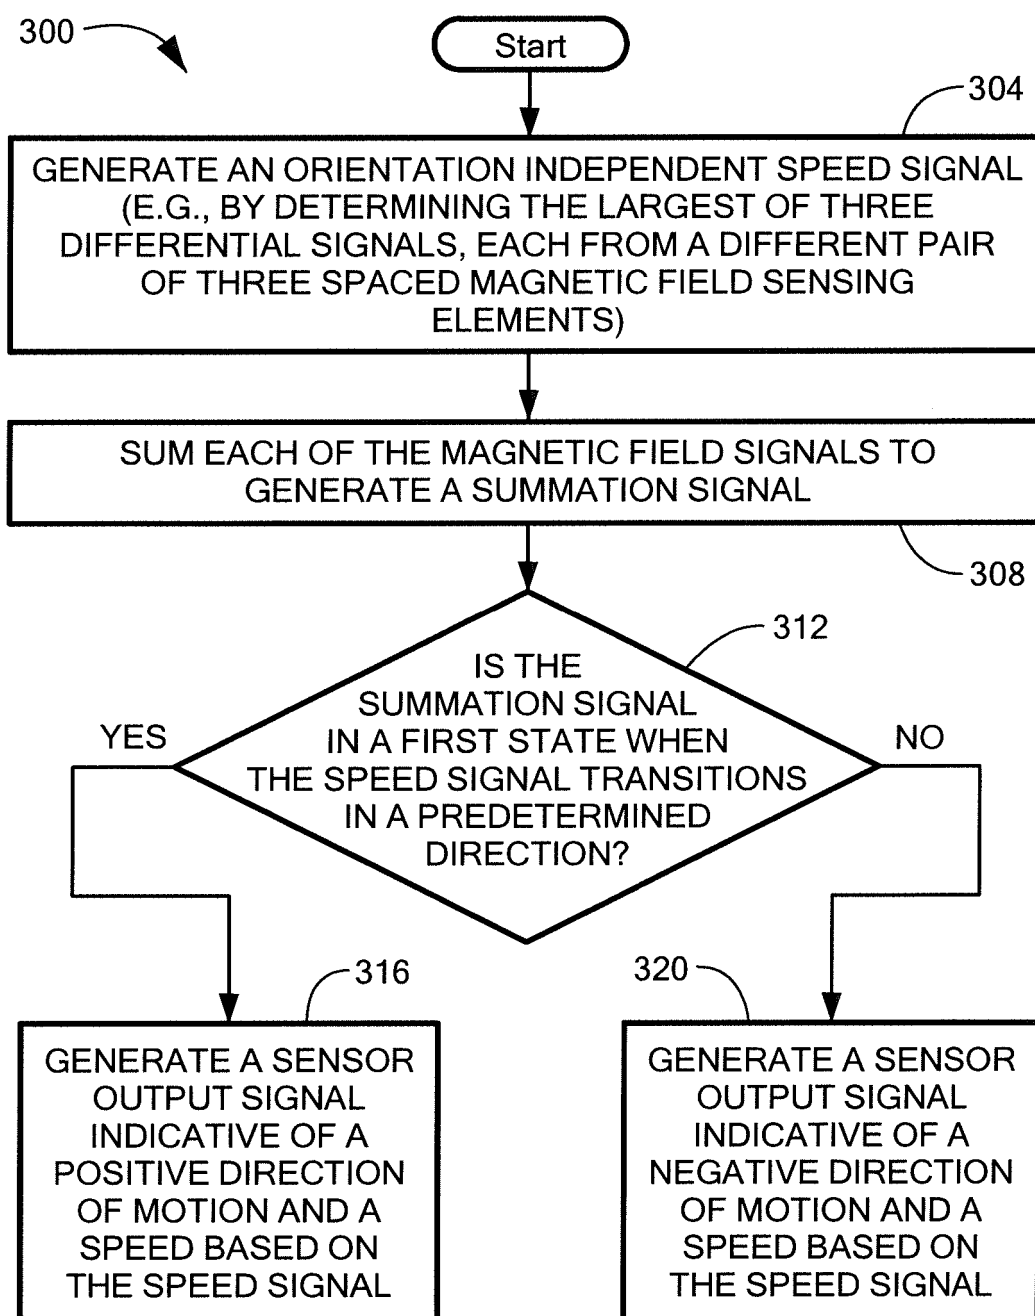 300
Start
304
GENERATE AN ORIENTATION INDEPENDENT SPEED SIGNAL
(E.G., BY DETERMINING THE LARGEST OF THREE
DIFFERENTIAL SIGNALS, EACH FROM A DIFFERENT PAIR
OF THREE SPACED MAGNETIC FIELD SENSING
ELEMENTS)
SUM EACH OF THE MAGNETIC FIELD SIGNALS TO
GENERATE A SUMMATION SIGNAL
308
312
IS THE
SUMMATION SIGNAL
IN A FIRST STATE WHEN
THE SPEED SIGNAL TRANSITIONS
IN A PREDETERMINED
DIRECTION?
YES
NO
316
GENERATE A SENSOR
OUTPUT SIGNAL
INDICATIVE OF A
POSITIVE DIRECTION
OF MOTION AND A
SPEED BASED ON
THE SPEED SIGNAL
320
GENERATE A SENSOR
OUTPUT SIGNAL
INDICATIVE OF A
NEGATIVE DIRECTION
OF MOTION AND A
SPEED BASED ON
THE SPEED SIGNAL